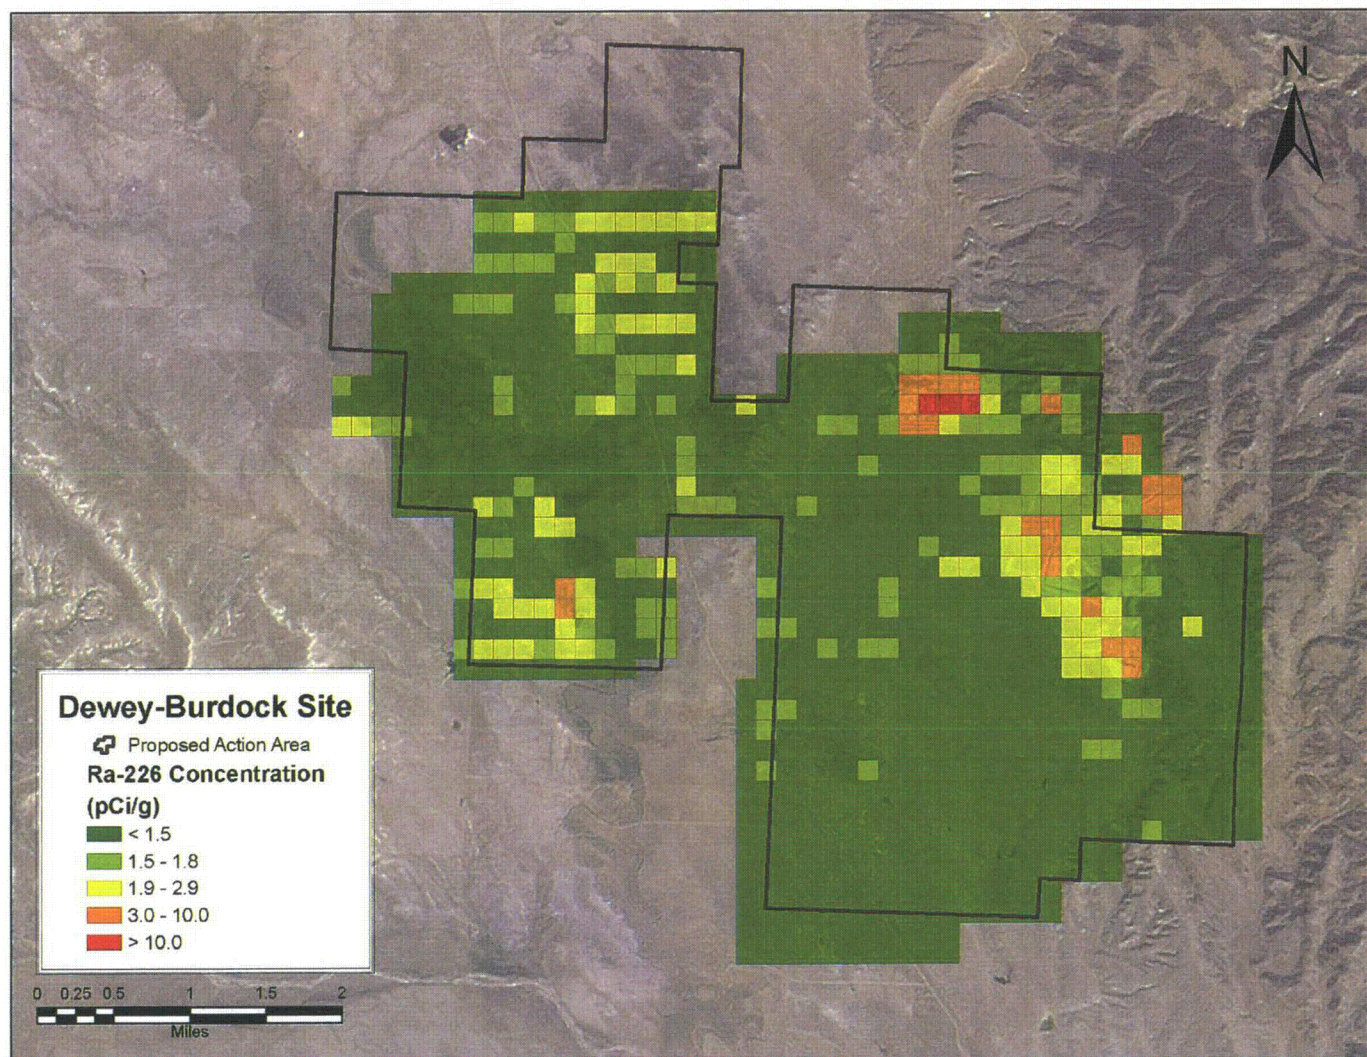 N
Dewey-Burdock Site
Proposed Action Area
Ra-226 Concentration
(pCi/g)
< 1.5
1.5 - 1.8
1.9 - 2.9
3.0 - 10.0
> 10.0
0 0.25 0.5 1 1.5 2
Miles